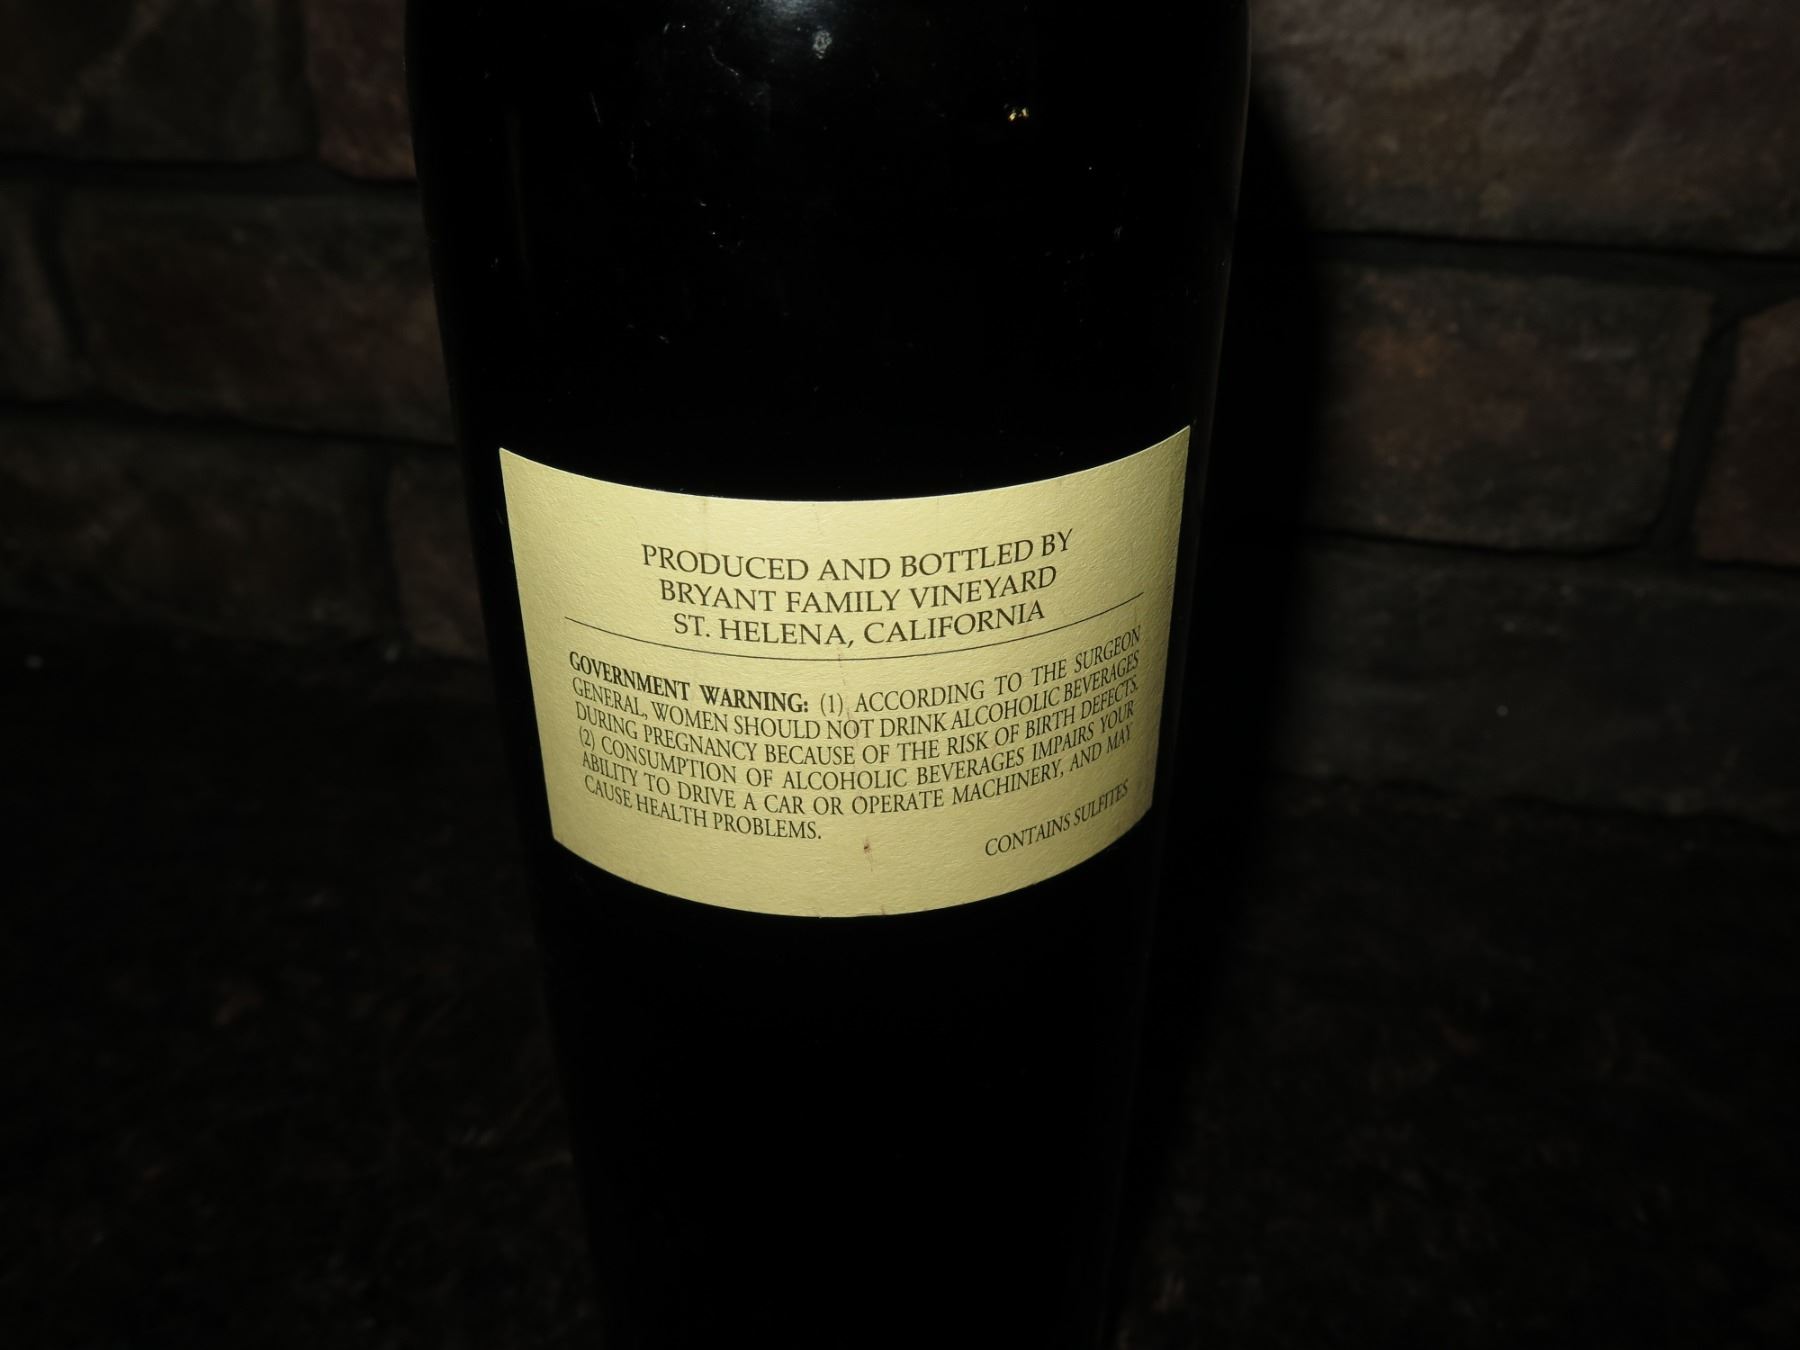 PRODUCED AND BOTTLED BY
BRYANT FAMILY VINEYARD
ST. HELENA, CALIFORNIA
GOVERNMENT WARNING: (1) ACCORDING TO THE SURGEON
GENERAL, WOMEN SHOULD NOT DRINK ALCOHOLIC BEVERAGES
DURING PREGNANCY BECAUSE OF THE RISK OF BIRTH DEFECTS.
(2) CONSUMPTION OF ALCOHOLIC BEVERAGES IMPAIRS YOUR
ABILITY TO DRIVE A CAR OR OPERATE MACHINERY, AND MAY
CAUSE HEALTH PROBLEMS.
CONTAINS SULFITES